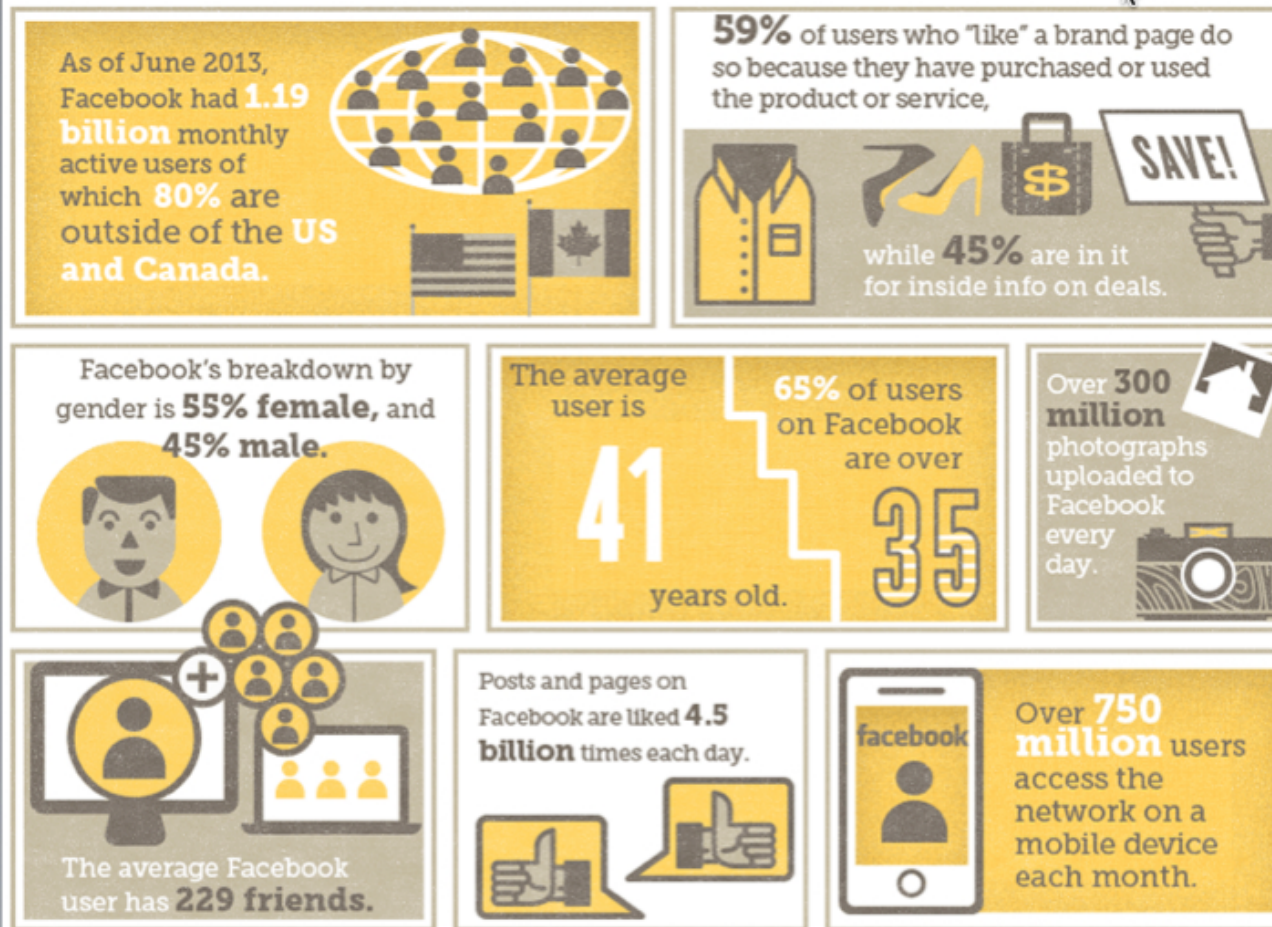 As of June 2013,
Facebook had 1.19
billion monthly
active users of
which 80% are
outside of the US
and Canada.
59% of users who "like" a brand page do
so because they have purchased or used
the product or service,
SAVE!
$
while 45% are in it
for inside info on deals.
Facebook's breakdown by
gender is 55% female, and
45% male.
The average
user is
41
years old.
65% of users
on Facebook
are over
35
Over 300
million
photographs
uploaded to
Facebook
every
day.
+
The average Facebook
user has 229 friends.
Posts and pages on
Facebook are liked 4.5
billion times each day.
facebook
Over 750
million users
access the
network on a
mobile device
each month.